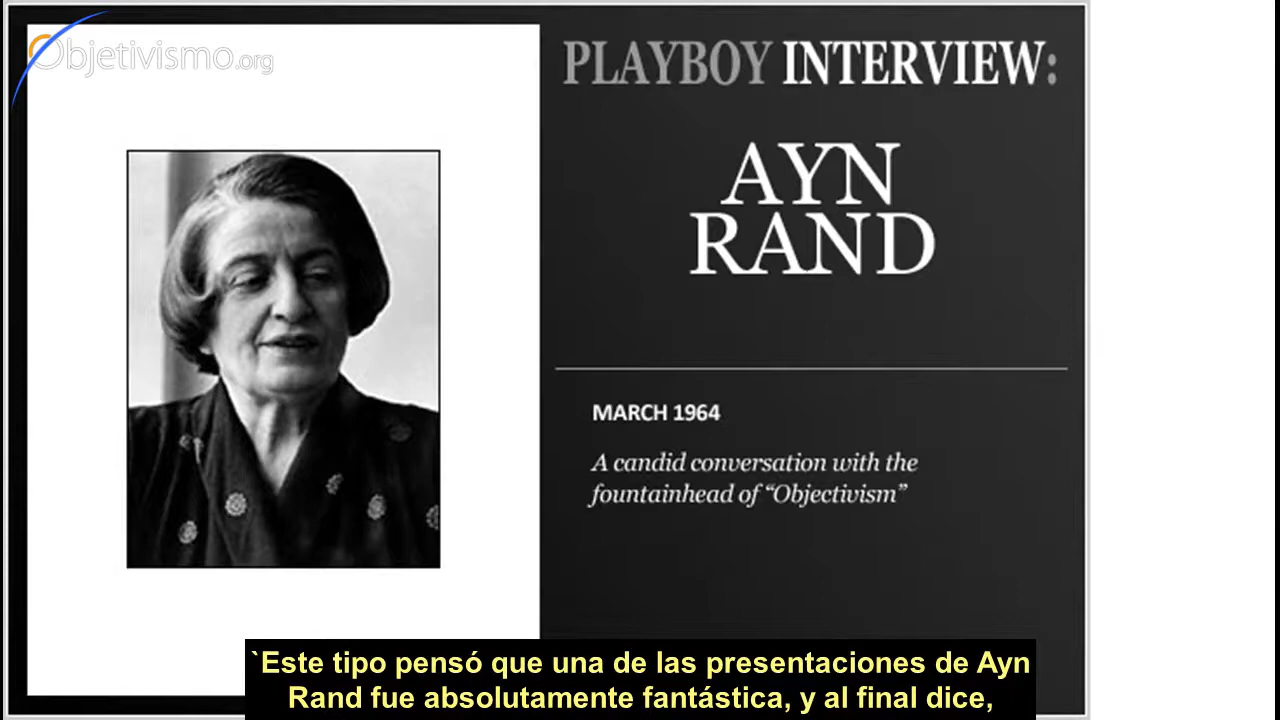 Objetivismo.org
PLAYBOY INTERVIEW:
AYN
RAND
MARCH 1964
A candid conversation with the
fountainhead of “Objectivism”
`Este tipo pensó que una de las presentaciones de Ayn
Rand fue absolutamente fantástica, y al final dice,